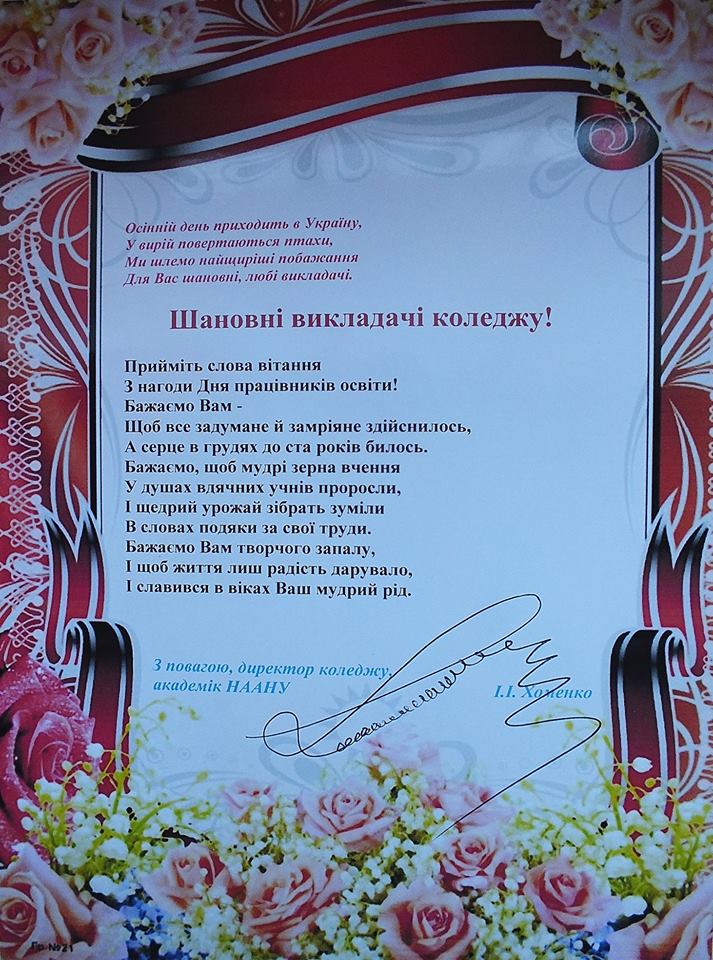 Осінній день приходить в Україну,
У вирій повертаються птахи,
Ми шлемо найщиріші побажання
Для Вас шановні, любі викладачі.
Шановні викладачі коледжу!
Прийміть слова вітання
З нагоди Дня працівників освіти!
Бажаємо Вам -
Щоб все задумане й замріяне здійснилось,
А серце в грудях до ста років билось.
Бажаємо, щоб мудрі зерна вчення
У душах вдячних учнів проросли,
І щедрий урожай зібрать зуміли
В словах подяки за свої труди.
Бажаємо Вам творчого запалу,
І щоб життя лиш радість дарувало,
І славився в віках Ваш мудрий рід.
З повагою, директор коледжу,
академік НААНУ І.І. Хоменко
Гр №21